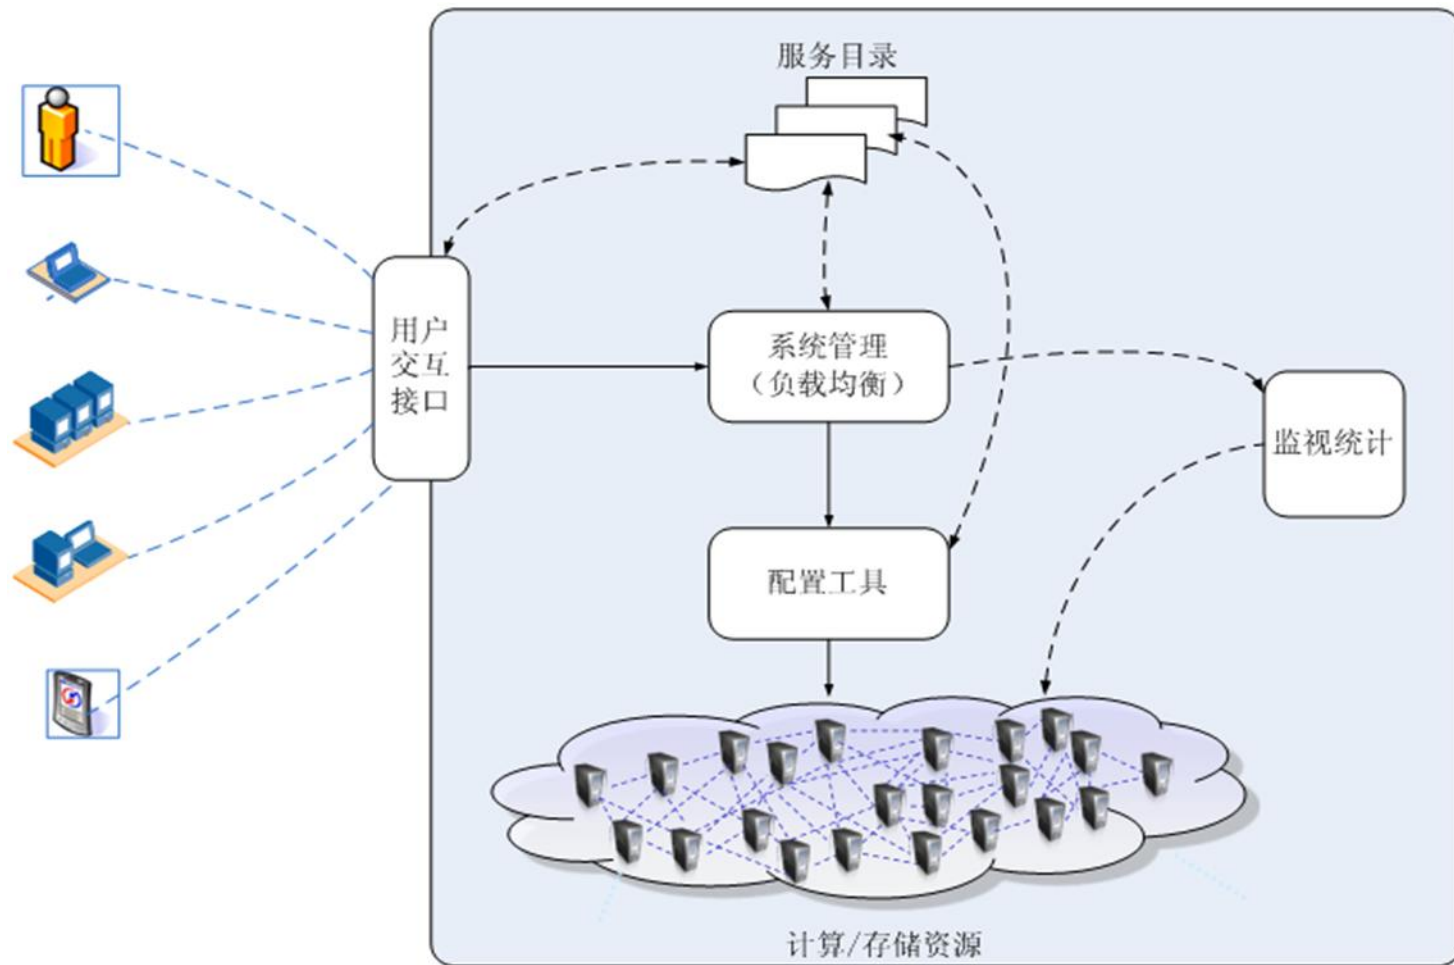 服务目录
用户
交互
接口
系统管理
（负载均衡）
监视统计
配置工具
计算/存储资源